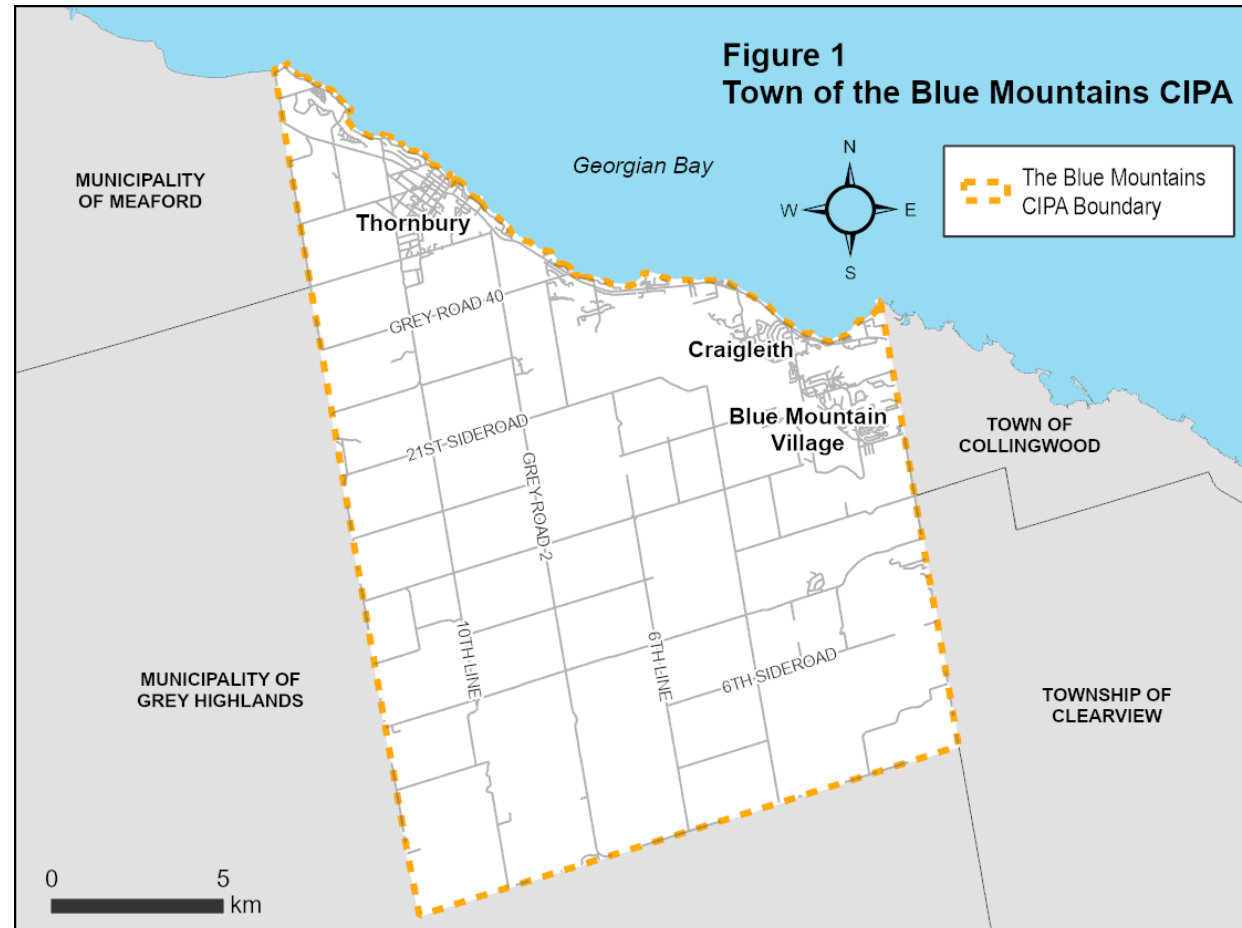 Figure 1
Town of the Blue Mountains CIPA
N
W
E
S
Georgian Bay
The Blue Mountains
CIPA Boundary
MUNICIPALITY
OF MEAFORD
Thornbury
GREY ROAD 40
Craigleith
Blue Mountain
Village
21ST SIDEROAD
GREY ROAD 2
TOWN OF
COLLINGWOOD
10TH LINE
6TH LINE
6TH SIDEROAD
MUNICIPALITY OF
GREY HIGHLANDS
TOWNSHIP OF
CLEARVIEW
0
5
km